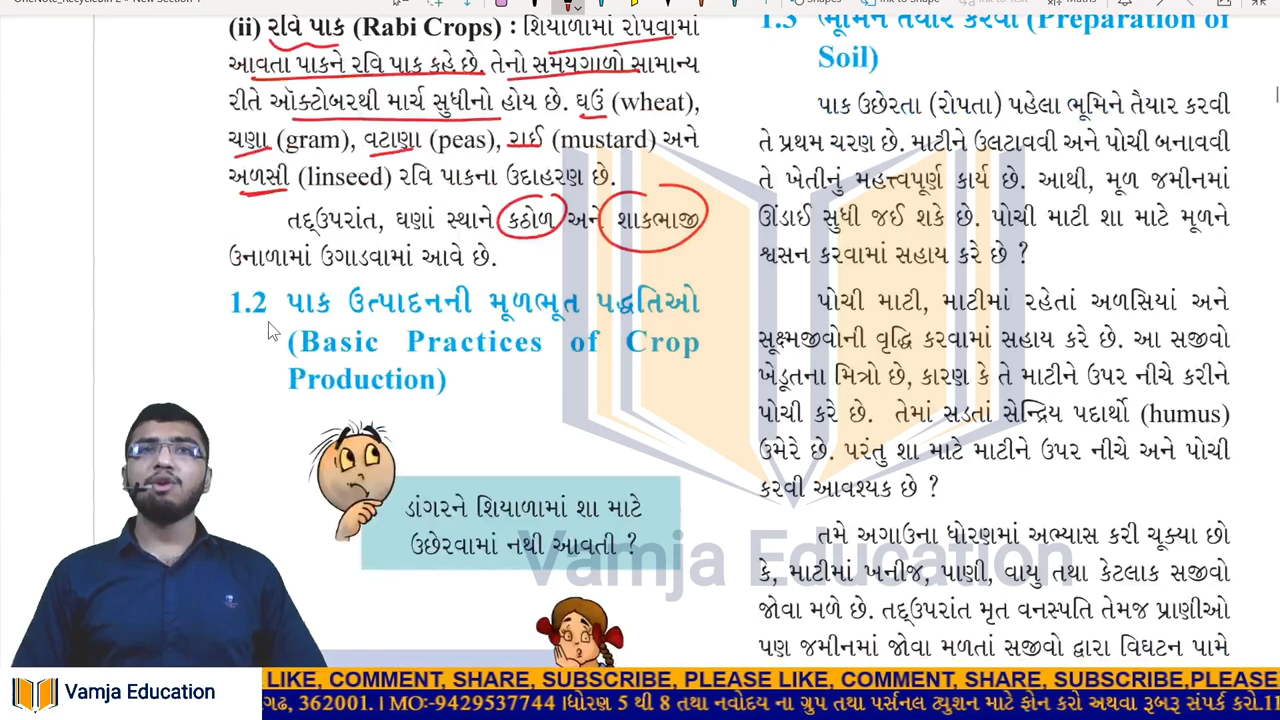 (ii) રવિ પાક (Rabi Crops) : શિયાળામાં રોપવામાં
આવતા પાકને રવિ પાક કહે છે. તેનો સમયગાળો સામાન્ય
રીતે ઑક્ટોબરથી માર્ચ સુધીનો હોય છે. ઘઉં (wheat),
ચણા (gram), વટાણા (peas), રાઈ (mustard) અને
અળસી (linseed) રવિ પાકના ઉદાહરણ છે.
તદ્ઉપરાંત, ઘણાં સ્થાને કઠોળ અને શાકભાજી
ઉનાળામાં ઉગાડવામાં આવે છે.
1.2 પાક ઉત્પાદનની મૂળભૂત પદ્ધતિઓ
(Basic Practices of Crop
Production)
ડાંગરને શિયાળામાં શા માટે
ઉછેરવામાં નથી આવતી ?
1.3 ભૂમિને તૈયાર કરવી (Preparation of
Soil)
પાક ઉછેરતા (રોપતા) પહેલા ભૂમિને તૈયાર કરવી
તે પ્રથમ ચરણ છે. માટીને ઉલટાવવી અને પોચી બનાવવી
તે ખેતીનું મહત્ત્વપૂર્ણ કાર્ય છે. આથી, મૂળ જમીનમાં
ઊંડાઈ સુધી જઈ શકે છે. પોચી માટી શા માટે મૂળને
શ્વસન કરવામાં સહાય કરે છે ?
પોચી માટી, માટીમાં રહેતાં અળસિયાં અને
સૂક્ષ્મજીવોની વૃદ્ધિ કરવામાં સહાય કરે છે. આ સજીવો
ખેડૂતના મિત્રો છે, કારણ કે તે માટીને ઉપર નીચે કરીને
પોચી કરે છે. તેમાં સડતાં સેન્દ્રિય પદાર્થો (humus)
ઉમેરે છે. પરંતુ શા માટે માટીને ઉપર નીચે અને પોચી
કરવી આવશ્યક છે ?
તમે અગાઉના ધોરણમાં અભ્યાસ કરી ચૂક્યા છો
કે, માટીમાં ખનીજ, પાણી, વાયુ તથા કેટલાક સજીવો
જોવા મળે છે. તદ્ઉપરાંત મૃત વનસ્પતિ તેમજ પ્રાણીઓ
પણ જમીનમાં જોવા મળતાં સજીવો દ્વારા વિઘટન પામે
Vamja Education
Vamja Education
LIKE, COMMENT, SHARE, SUBSCRIBE, PLEASE LIKE, COMMENT, SHARE, SUBSCRIBE,PLEASE
ગઢ, 362001. | MO:-9429537744 | ધોરણ 5 થી 8 તથા નવોદય ના ગ્રુપ તથા પર્સનલ ટ્યુશન માટે ફોન કરો અથવા રૂબરૂ સંપર્ક કરો.